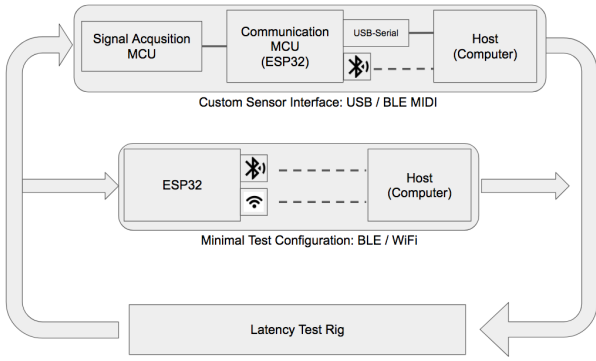 Signal Acqusition
MCU
Communication
MCU
(ESP32)
USB-Serial
Host
(Computer)
Custom Sensor Interface: USB / BLE MIDI
ESP32
Host
(Computer)
Minimal Test Configuration: BLE / WiFi
Latency Test Rig